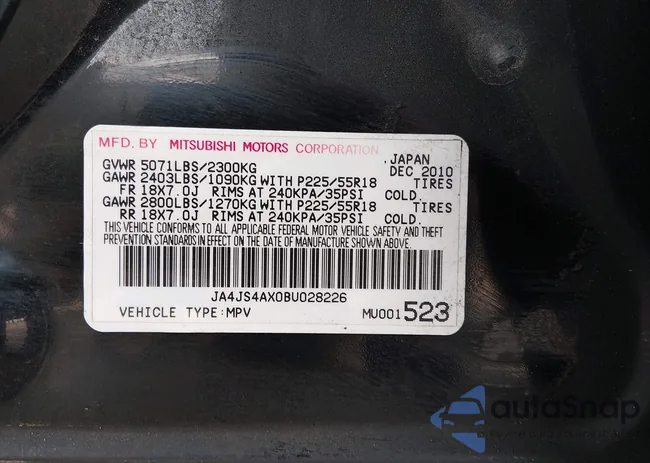 MFD. BY MITSUBISHI MOTORS CORPORATION
GVWR 5071LBS/2300KG JAPAN DEC 2010
GAWR 2403LBS/1090KG WITH P225/55R18 TIRES
FR 18X7.0J RIMS AT 240KPA/35PSI COLD.
GAWR 2800LBS/1270KG WITH P225/55R18 TIRES
RR 18X7.0J RIMS AT 240KPA/35PSI COLD.
THIS VEHICLE CONFORMS TO ALL APPLICABLE FEDERAL MOTOR VEHICLE SAFETY AND THEFT
PREVENTION STANDARDS IN EFFECT ON THE DATE OF MANUFACTURE SHOWN ABOVE.
JA4JS4AX0BU028226
VEHICLE TYPE:MPV MU001523
autoSnap